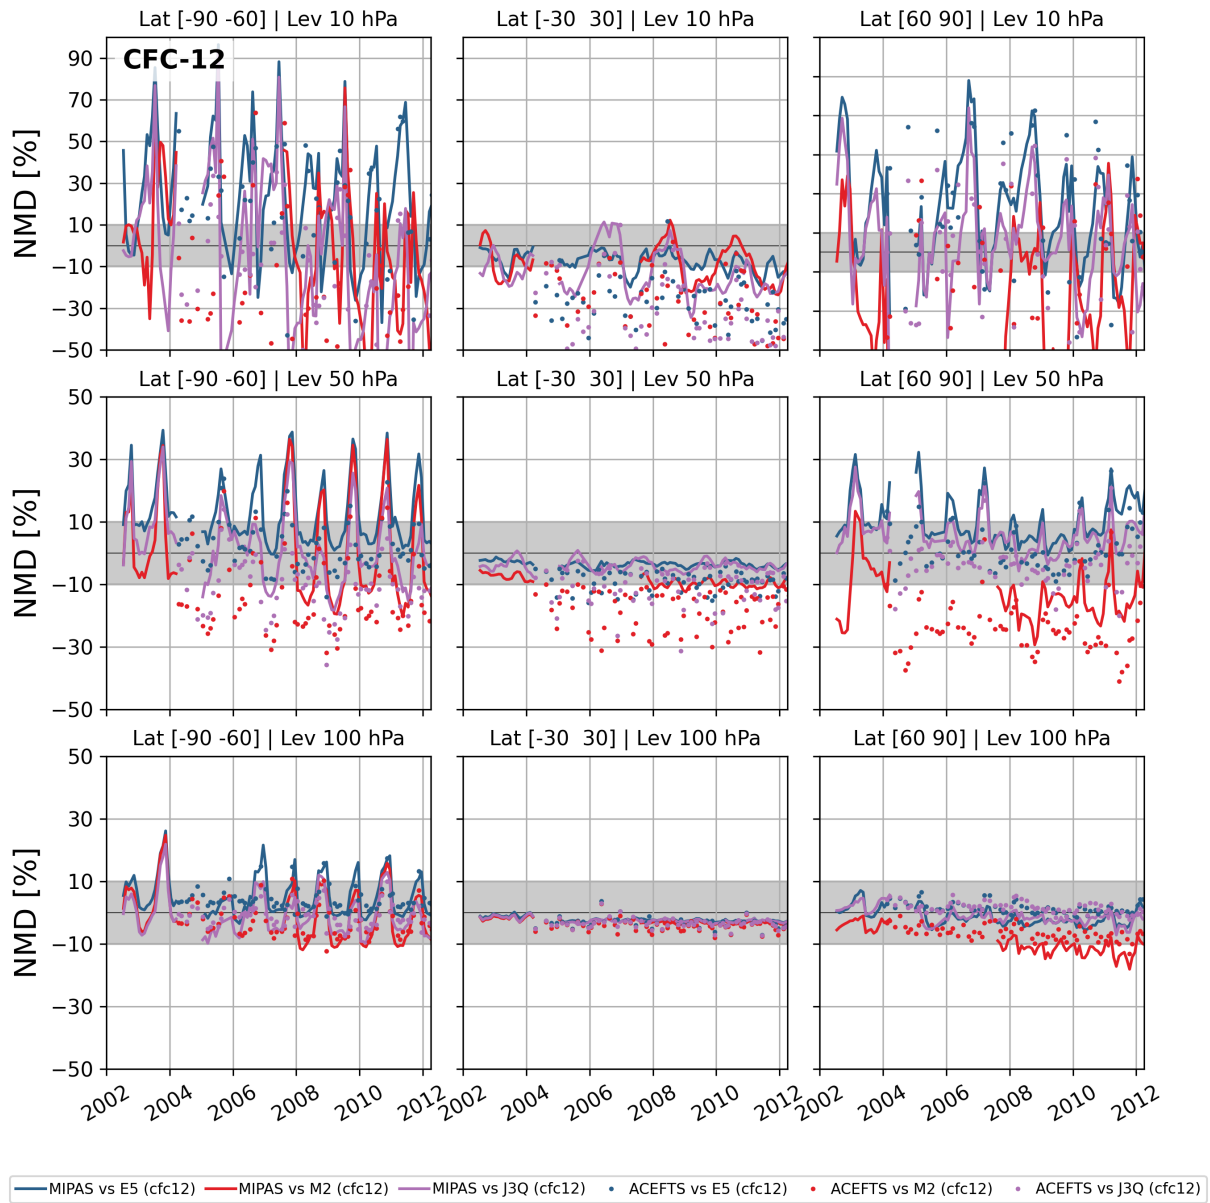 Lat [-90 -60] | Lev 10 hPa
Lat [-30  30] | Lev 10 hPa
Lat [60 90] | Lev 10 hPa
CFC-12
NMD [%]
90
70
50
30
10
−10
−30
−50
Lat [-90 -60] | Lev 50 hPa
Lat [-30  30] | Lev 50 hPa
Lat [60 90] | Lev 50 hPa
NMD [%]
50
30
10
−10
−30
−50
Lat [-90 -60] | Lev 100 hPa
Lat [-30  30] | Lev 100 hPa
Lat [60 90] | Lev 100 hPa
NMD [%]
50
30
10
−10
−30
−50
2002 2004 2006 2008 2010 2012
2002 2004 2006 2008 2010 2012
2002 2004 2006 2008 2010 2012
MIPAS vs E5 (cfc12) MIPAS vs M2 (cfc12) MIPAS vs J3Q (cfc12) ACEFTS vs E5 (cfc12) ACEFTS vs M2 (cfc12) ACEFTS vs J3Q (cfc12)